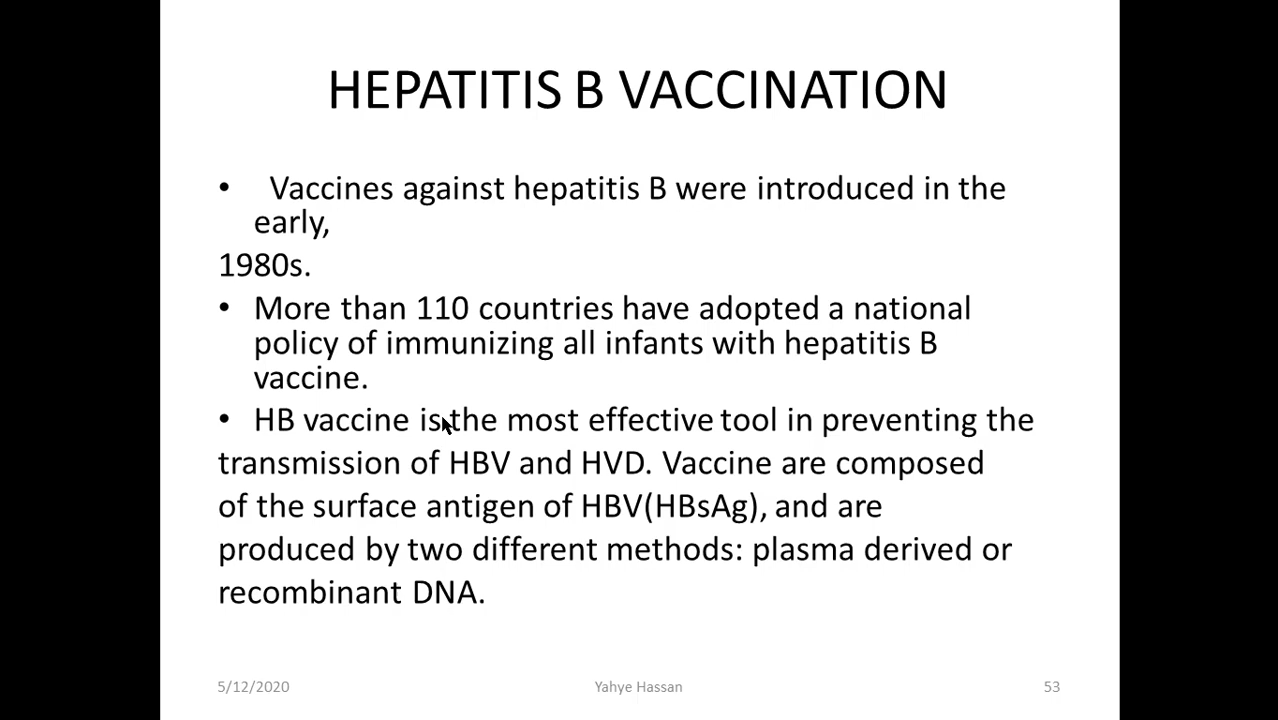 HEPATITIS B VACCINATION
• Vaccines against hepatitis B were introduced in the
early,
1980s.
• More than 110 countries have adopted a national
policy of immunizing all infants with hepatitis B
vaccine.
• HB vaccine is the most effective tool in preventing the
transmission of HBV and HVD. Vaccine are composed
of the surface antigen of HBV(HBsAg), and are
produced by two different methods: plasma derived or
recombinant DNA.
5/12/2020 Yahye Hassan 53